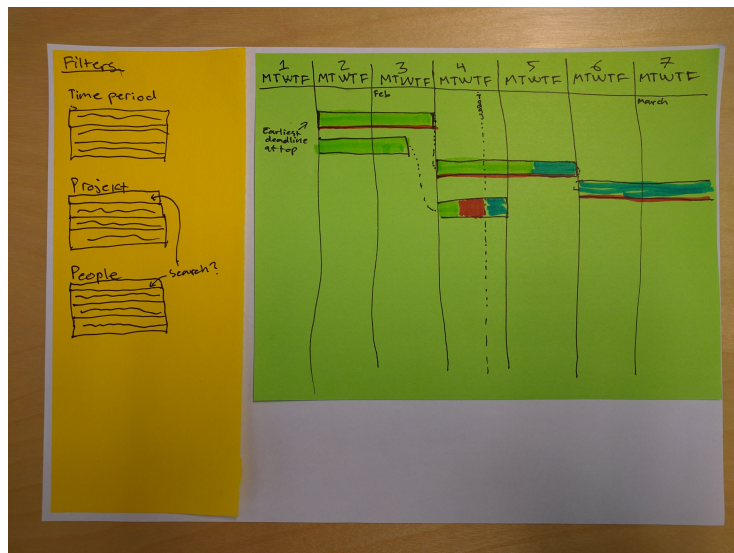 Filters
Time period
Projekt
People
Search?
1 2 3 4 5 6 7
MTWTF MTWTF MTWTF MTWTF MTWTF MTWTF MTWTF
Feb
March
Earliest
deadline
at top